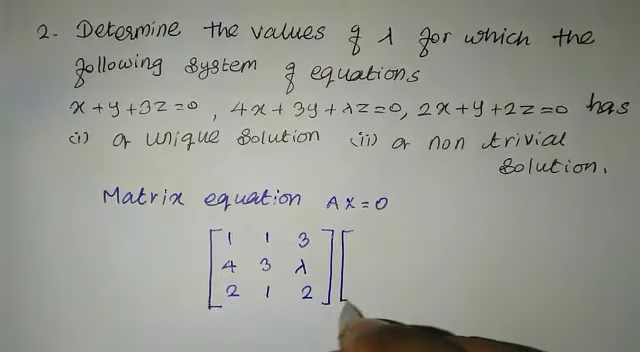 2. Determine the values of λ for which the
following system of equations
x+y+3z=0, 4x+3y+λz=0, 2x+y+2z=0 has
(i) a unique solution (ii) a non trivial
solution.
Matrix equation AX=0
[1 1 3] [
4 3 λ
2 1 2